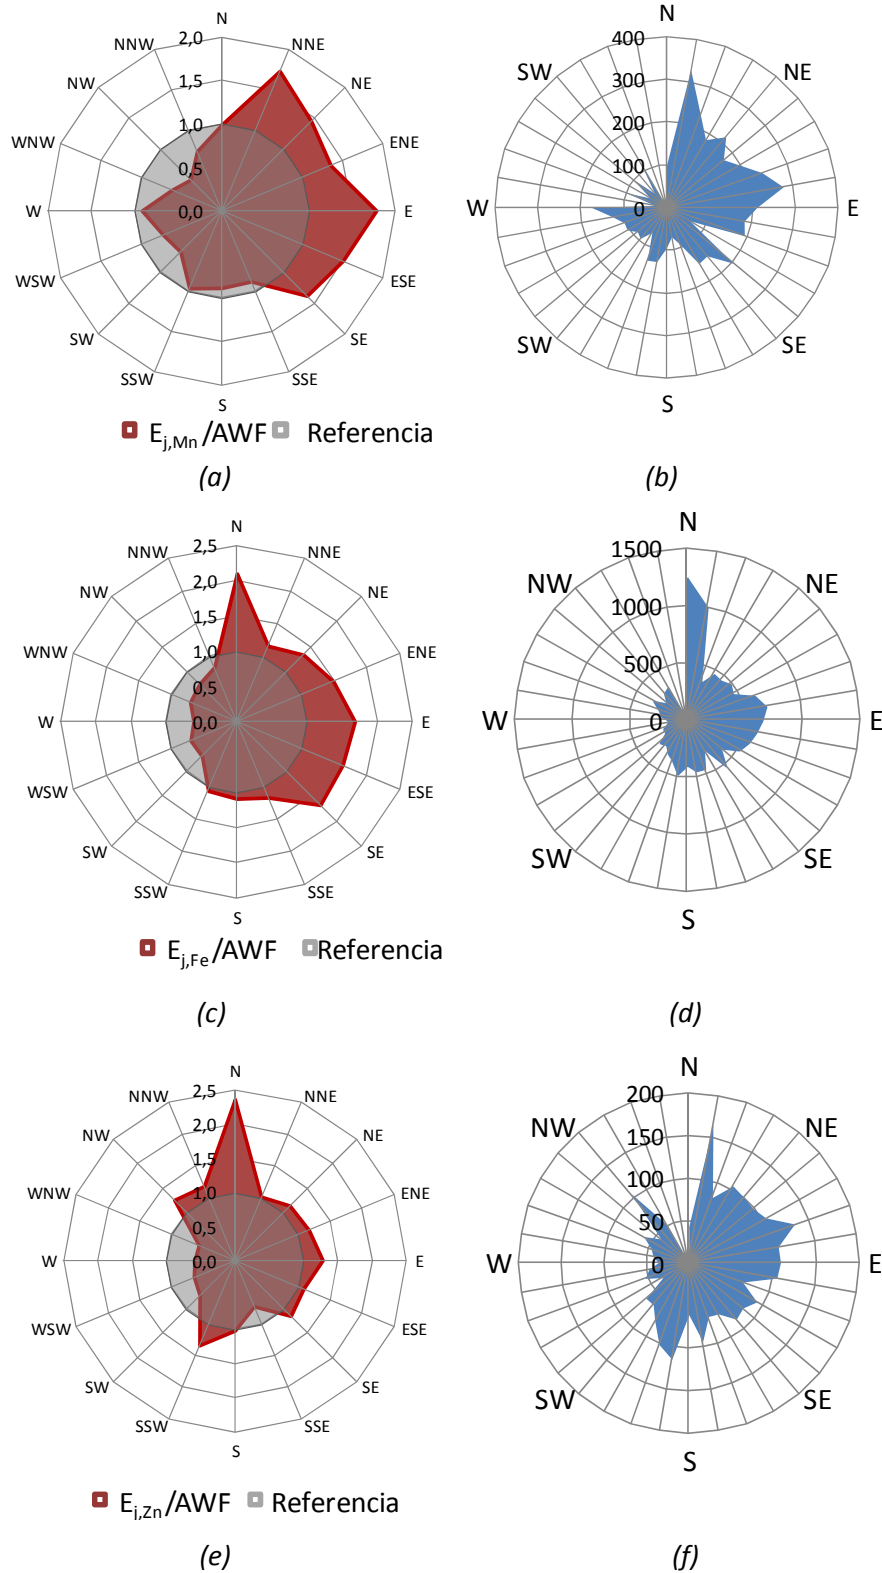 N
NNE
NE
ENE
E
ESE
SE
SSE
S
SSW
SW
WSW
W
WNW
NW
NNW
2,0
1,5
1,0
0,5
0,0
E_j,Mn/AWF Referencia
(a)
N
NE
E
SE
S
SW
W
SW
400
300
200
100
0
(b)
N
NNE
NE
ENE
E
ESE
SE
SSE
S
SSW
SW
WSW
W
WNW
NW
NNW
2,5
2,0
1,5
1,0
0,5
0,0
E_j,Fe/AWF Referencia
(c)
N
NE
E
SE
S
SW
W
NW
1500
1000
500
0
(d)
N
NNE
NE
ENE
E
ESE
SE
SSE
S
SSW
SW
WSW
W
WNW
NW
NNW
2,5
2,0
1,5
1,0
0,5
0,0
E_j,Zn/AWF Referencia
(e)
N
NE
E
SE
S
SW
W
NW
200
150
100
50
0
(f)